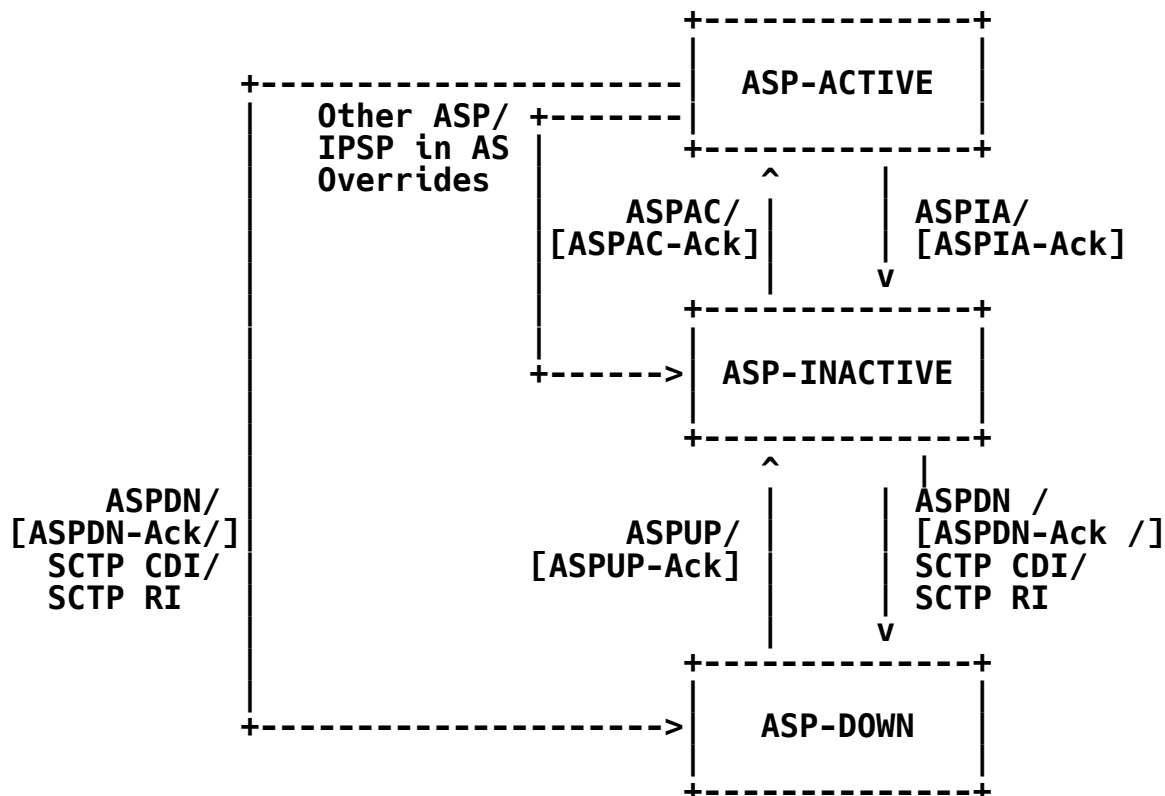 ASP-ACTIVE
Other ASP/
IPSP in AS
Overrides
ASPAC/
[ASPAC-Ack]
ASPIA/
[ASPIA-Ack]
ASP-INACTIVE
ASPDN/
[ASPDN-Ack/]
SCTP CDI/
SCTP RI
ASPUP/
[ASPUP-Ack]
ASPDN /
[ASPDN-Ack /]
SCTP CDI/
SCTP RI
ASP-DOWN